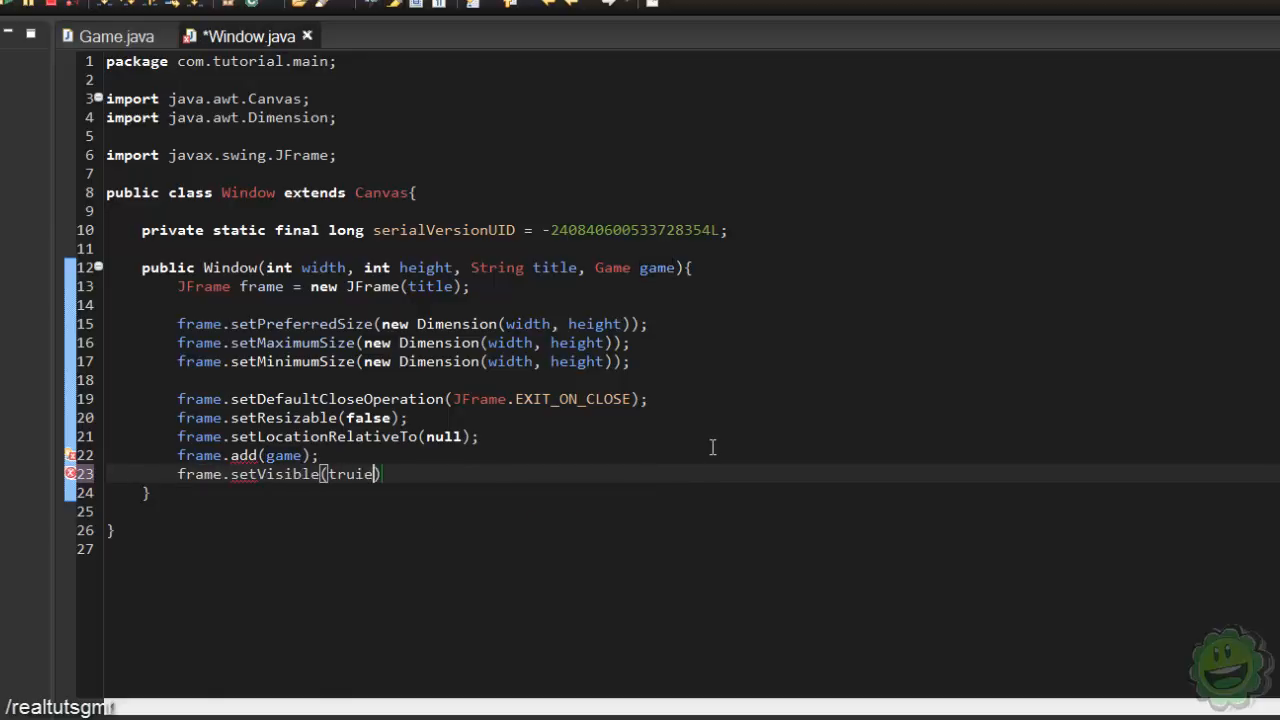 Game.java
*Window.java
1 package com.tutorial.main;
2
3 import java.awt.Canvas;
4 import java.awt.Dimension;
5
6 import javax.swing.JFrame;
7
8 public class Window extends Canvas{
9
10 private static final long serialVersionUID = -240840600533728354L;
11
12 public Window(int width, int height, String title, Game game){
13 JFrame frame = new JFrame(title);
14
15 frame.setPreferredSize(new Dimension(width, height));
16 frame.setMaximumSize(new Dimension(width, height));
17 frame.setMinimumSize(new Dimension(width, height));
18
19 frame.setDefaultCloseOperation(JFrame.EXIT_ON_CLOSE);
20 frame.setResizable(false);
21 frame.setLocationRelativeTo(null);
22 frame.add(game);
23 frame.setVisible(truie)
24 }
25
26 }
27
/realtutsgm